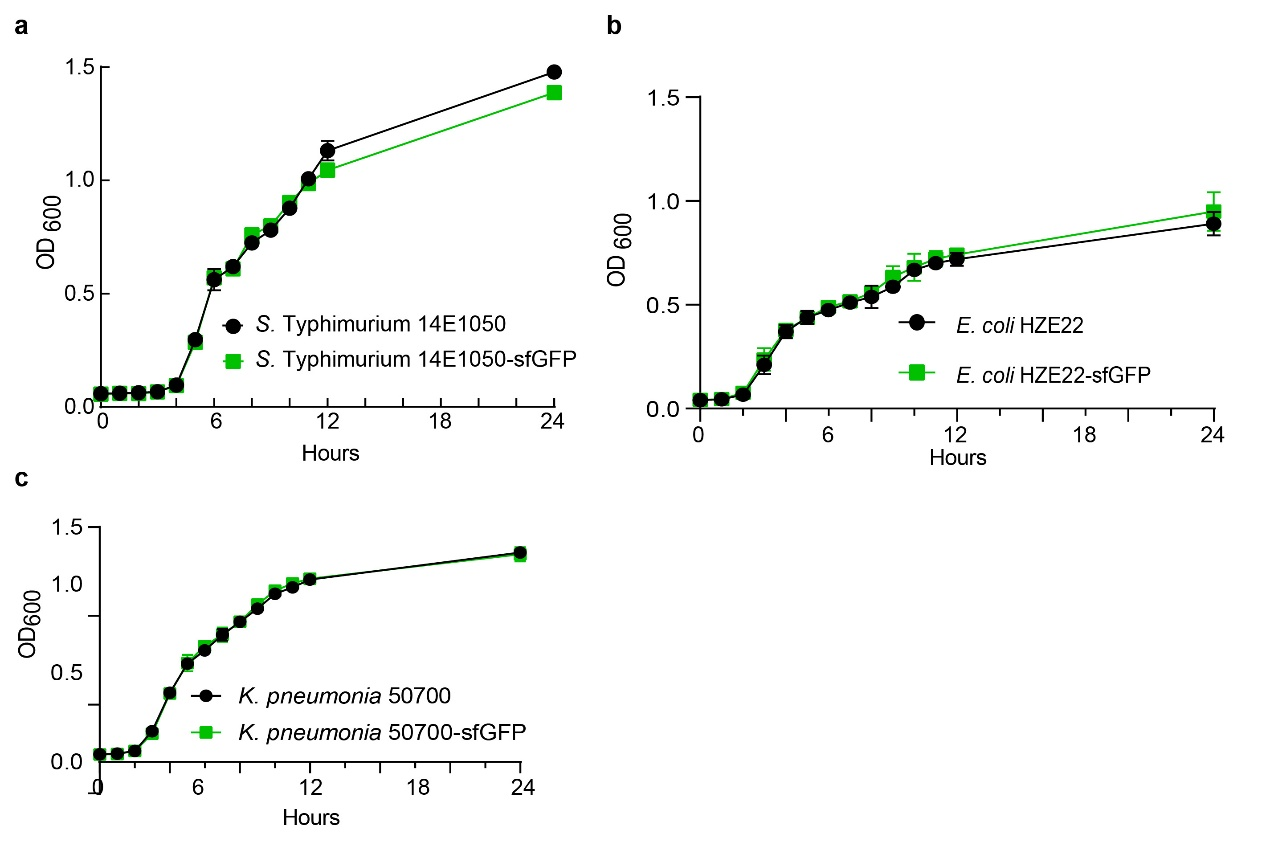 a
1.5
1.0
0.5
0.0
OD 600
S. Typhimurium 14E1050
S. Typhimurium 14E1050-sfGFP
0 6 12 18 24
Hours
b
1.5
1.0
0.5
0.0
OD 600
E. coli HZE22
E. coli HZE22-sfGFP
0 6 12 18 24
Hours
c
1.5
1.0
0.5
0.0
OD600
K. pneumonia 50700
K. pneumonia 50700-sfGFP
0 6 12 18 24
Hours